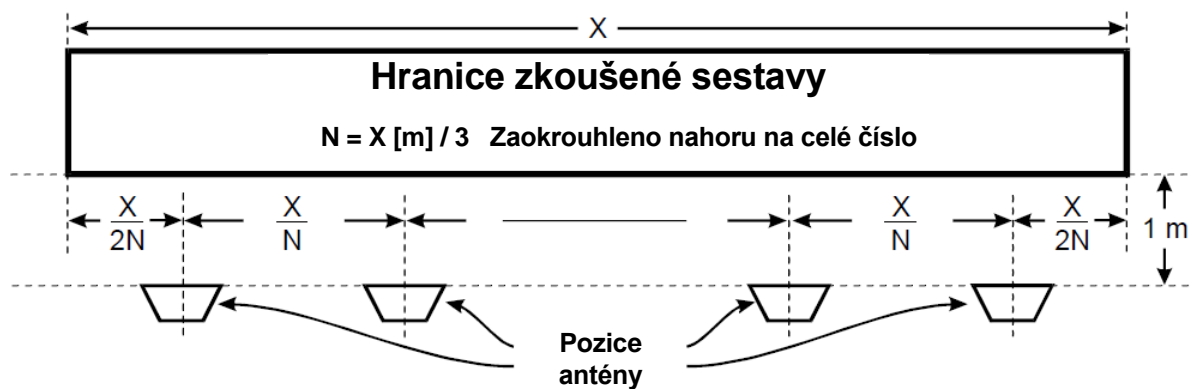 X
Hranice zkoušené sestavy
N = X [m] / 3 Zaokrouhleno nahoru na celé číslo
X
2N
X
N
X
N
X
2N
1 m
Pozice
antény